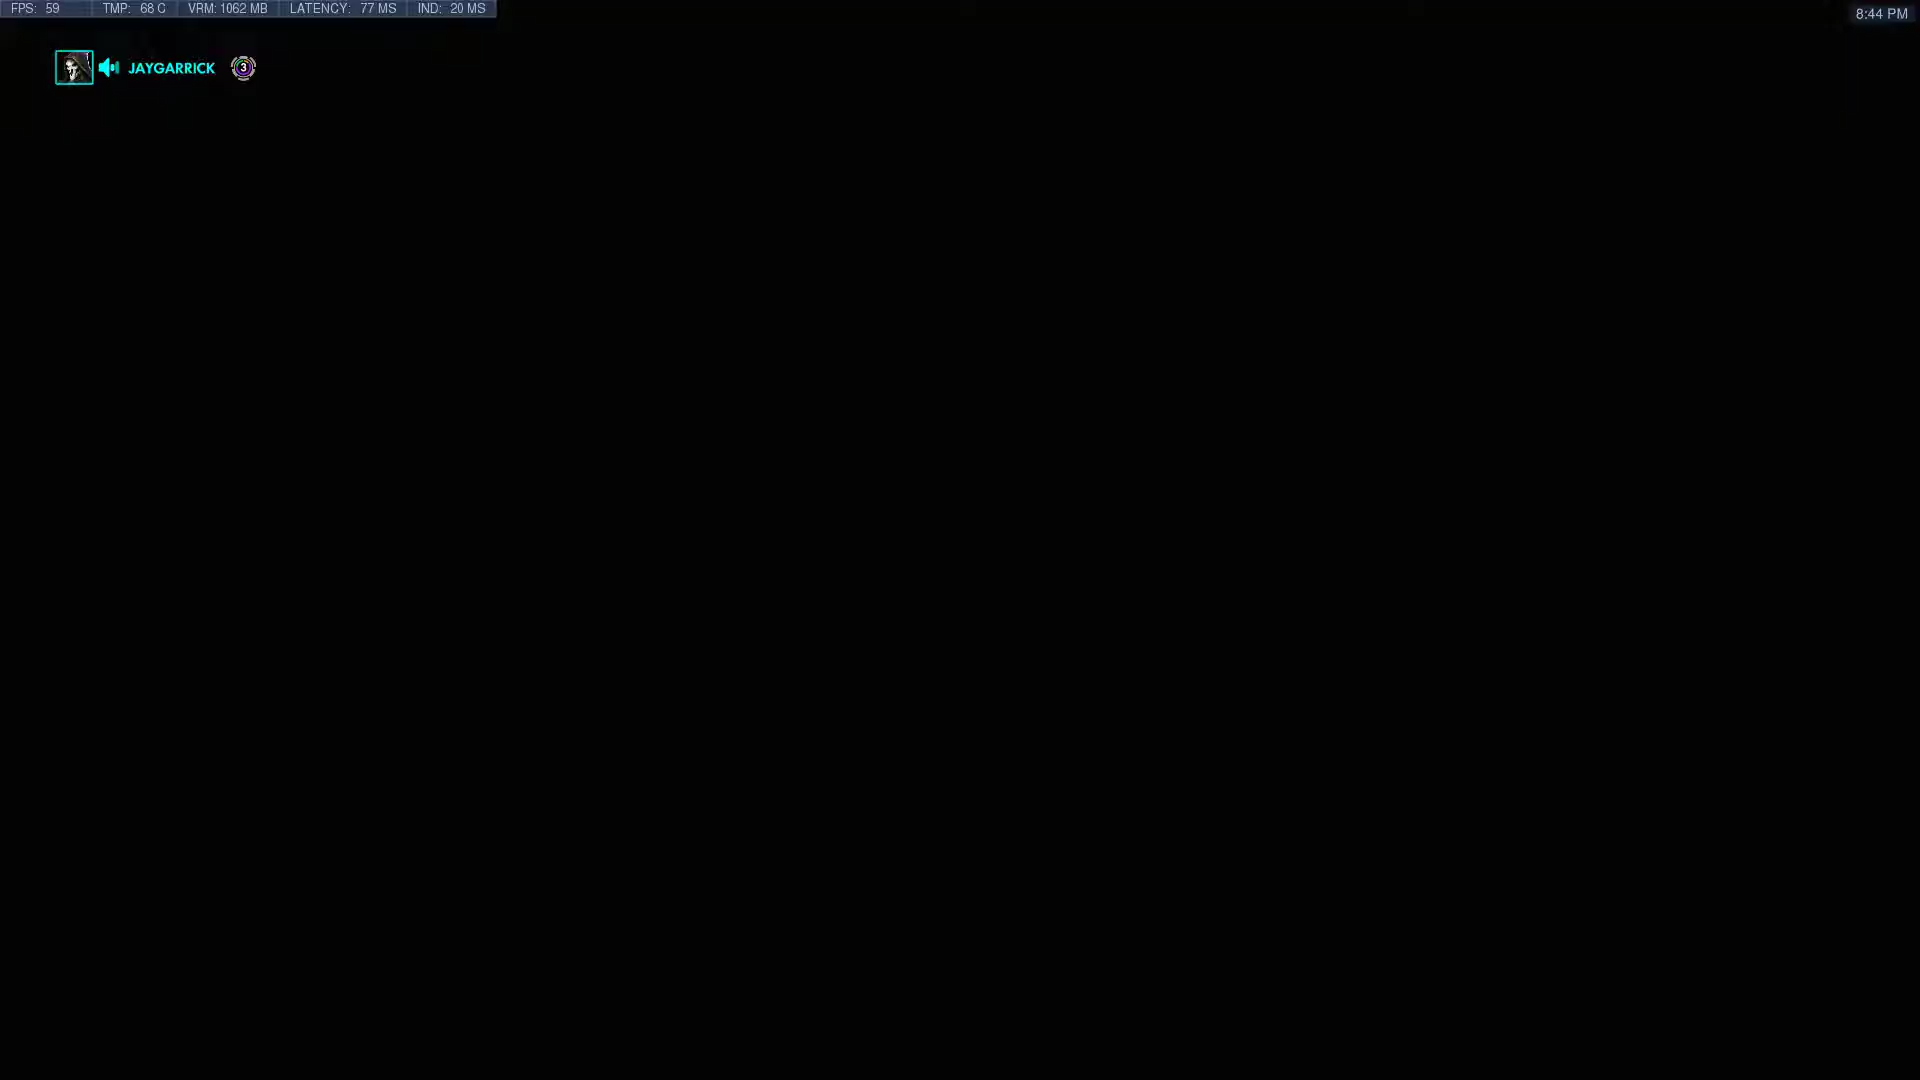 FPS: 59 TMP: 68 C VRM: 1062 MB LATENCY: 77 MS IND: 20 MS
8:44 PM
JAYGARRICK 3